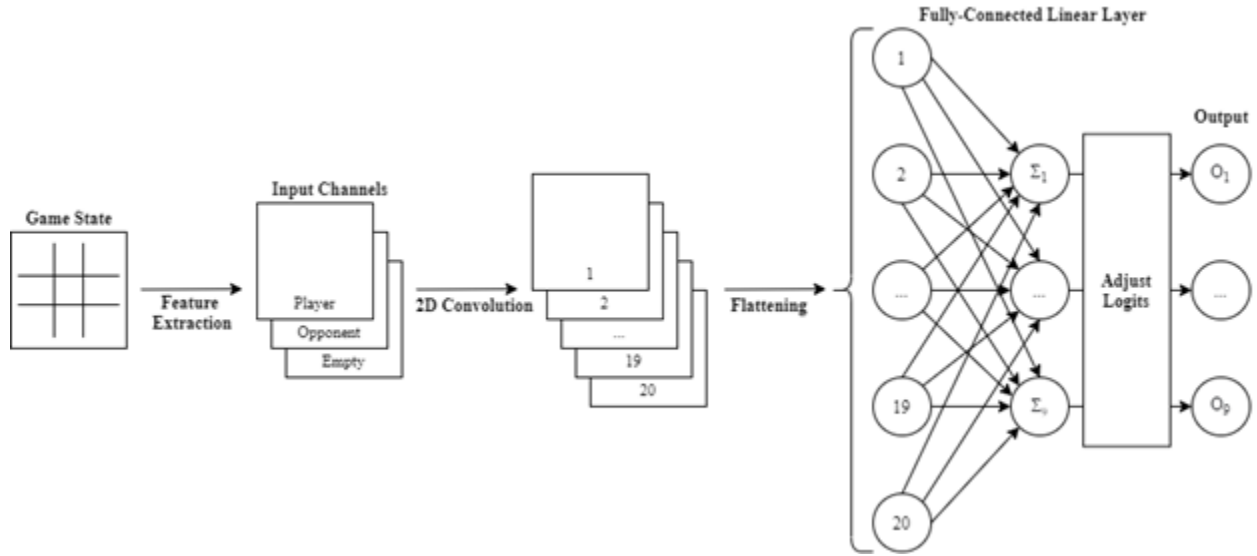 Game State
Feature
Extraction
Input Channels
Player
Opponent
Empty
2D Convolution
1
2
...
19
20
Flattening
Fully-Connected Linear Layer
1
2
...
19
20
Σ1
...
Σ9
Adjust
Logits
Output
O1
...
O9